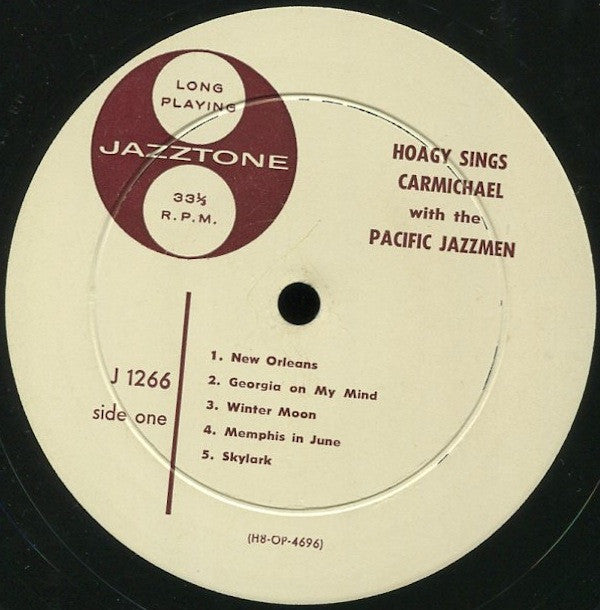 LONG
PLAYING
JAZZTONE
33⅓
R.P.M.
HOAGY SINGS
CARMICHAEL
with the
PACIFIC JAZZMEN
J 1266
side one
1. New Orleans
2. Georgia on My Mind
3. Winter Moon
4. Memphis in June
5. Skylark
(H8-OP-4696)